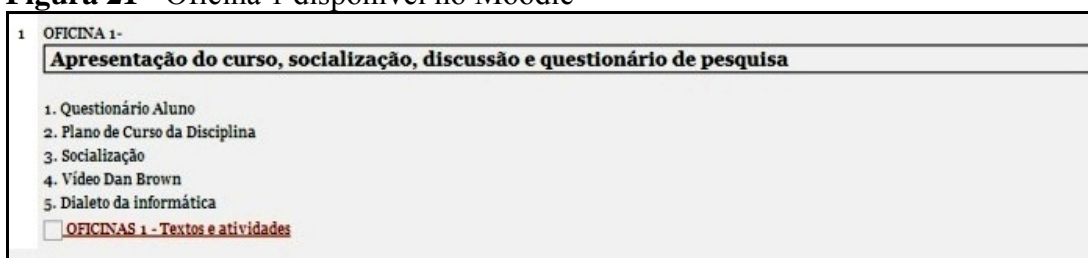 Figura 21 - Oficina 1 disponível no Moodle
1 OFICINA 1-
Apresentação do curso, socialização, discussão e questionário de pesquisa
1. Questionário Aluno
2. Plano de Curso da Disciplina
3. Socialização
4. Vídeo Dan Brown
5. Dialeto da informática
OFICINAS 1 - Textos e atividades